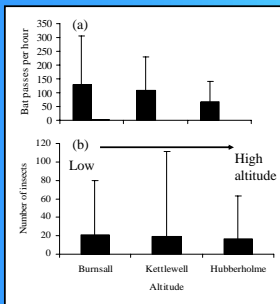 (a)
Bat passes per hour
350
300
250
200
150
100
50
0
(b)
Low
High
altitude
Number of insects
120
100
80
60
40
20
0
Burnsall Kettlewell Hubberholme
Altitude